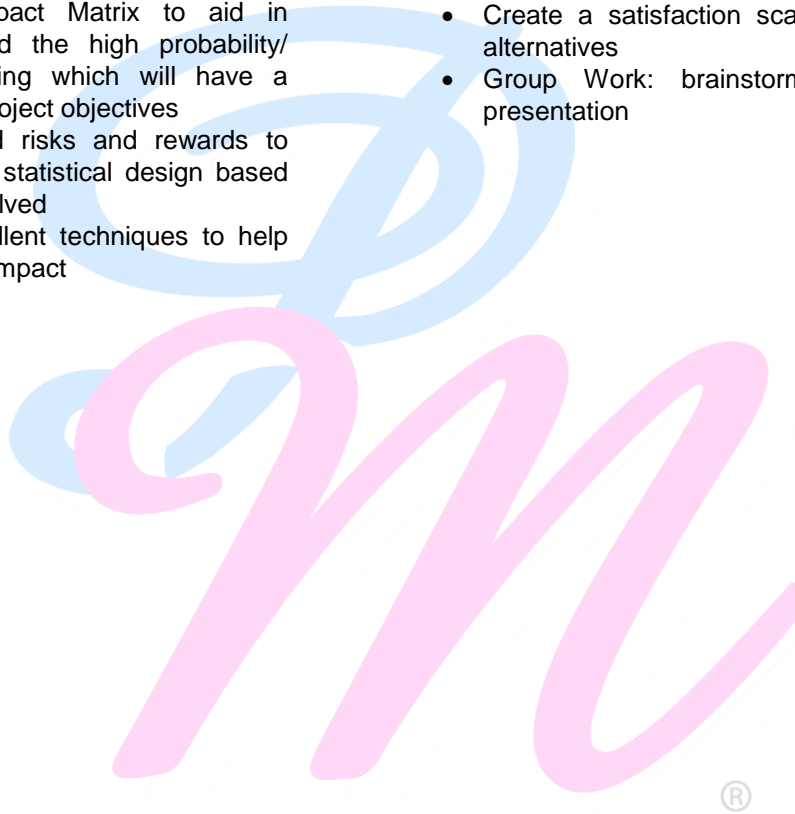 pact Matrix to aid in
d the high probability/
ing which will have a
oject objectives
d risks and rewards to
statistical design based
lved
llent techniques to help
mpact
• Create a satisfaction sca
alternatives
• Group Work: brainstorm
presentation
PM
®